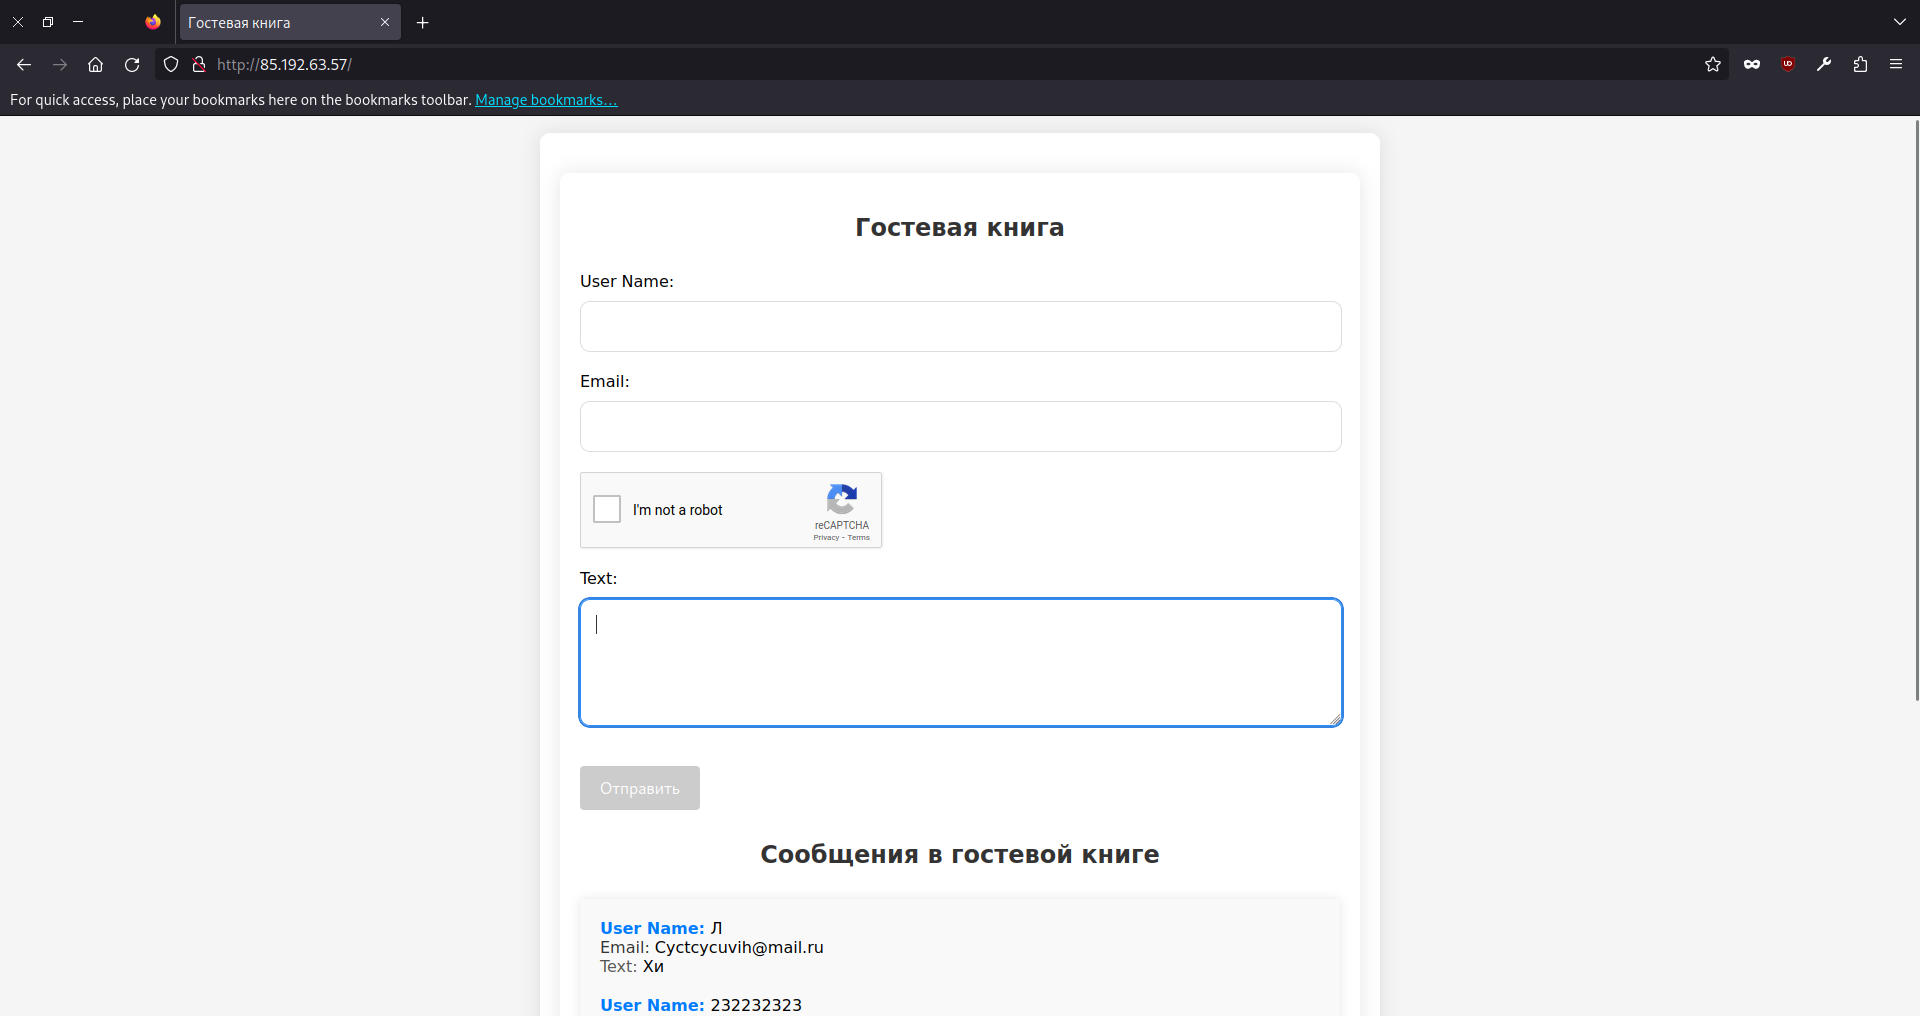 Гостевая книга
http://85.192.63.57/
For quick access, place your bookmarks here on the bookmarks toolbar. Manage bookmarks…
Гостевая книга
User Name:
Email:
I'm not a robot
reCAPTCHA
Privacy - Terms
Text:
Отправить
Сообщения в гостевой книге
User Name: Л
Email: Cyctcycuvih@mail.ru
Text: Хи
User Name: 232232323